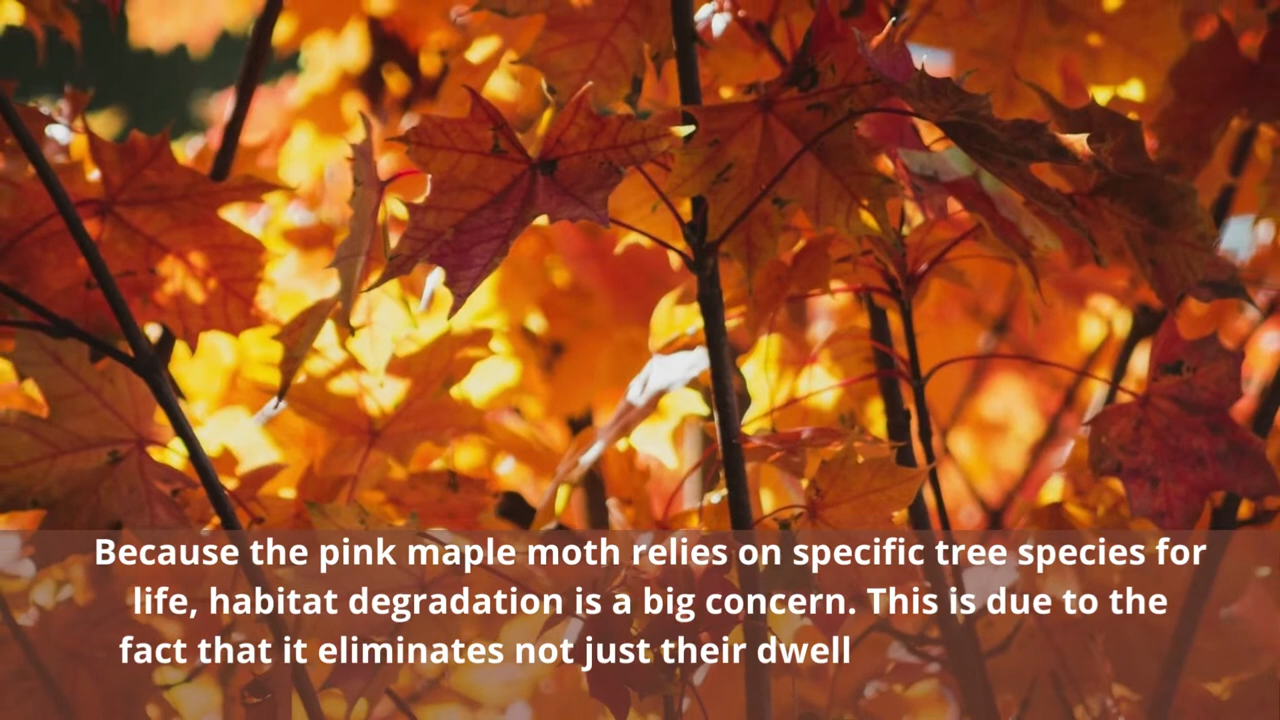 Because the pink maple moth relies on specific tree species for
life, habitat degradation is a big concern. This is due to the
fact that it eliminates not just their dwell